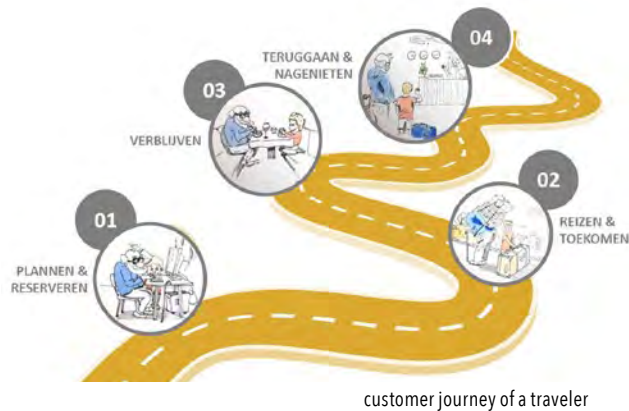 01
PLANNEN &
RESERVEREN
02
REIZEN &
TOEKOMEN
03
VERBLIJVEN
04
TERUGGAAN &
NAGENIETEN
customer journey of a traveler